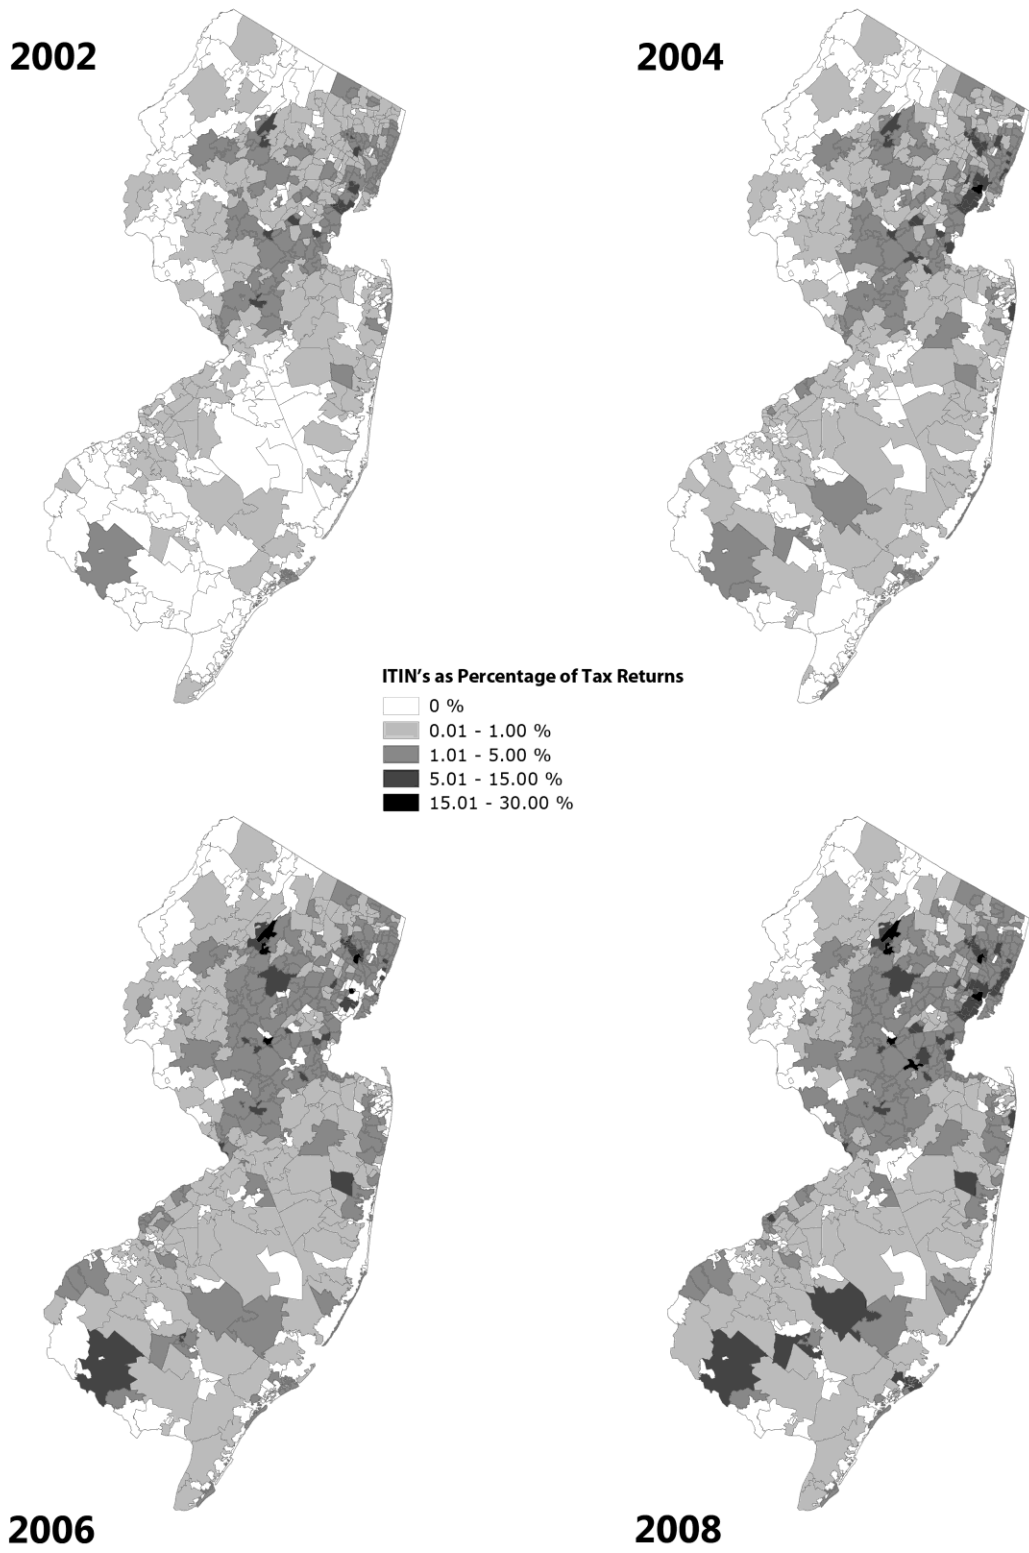 2002
2004
ITIN's as Percentage of Tax Returns
0 %
0.01 - 1.00 %
1.01 - 5.00 %
5.01 - 15.00 %
15.01 - 30.00 %
2006
2008